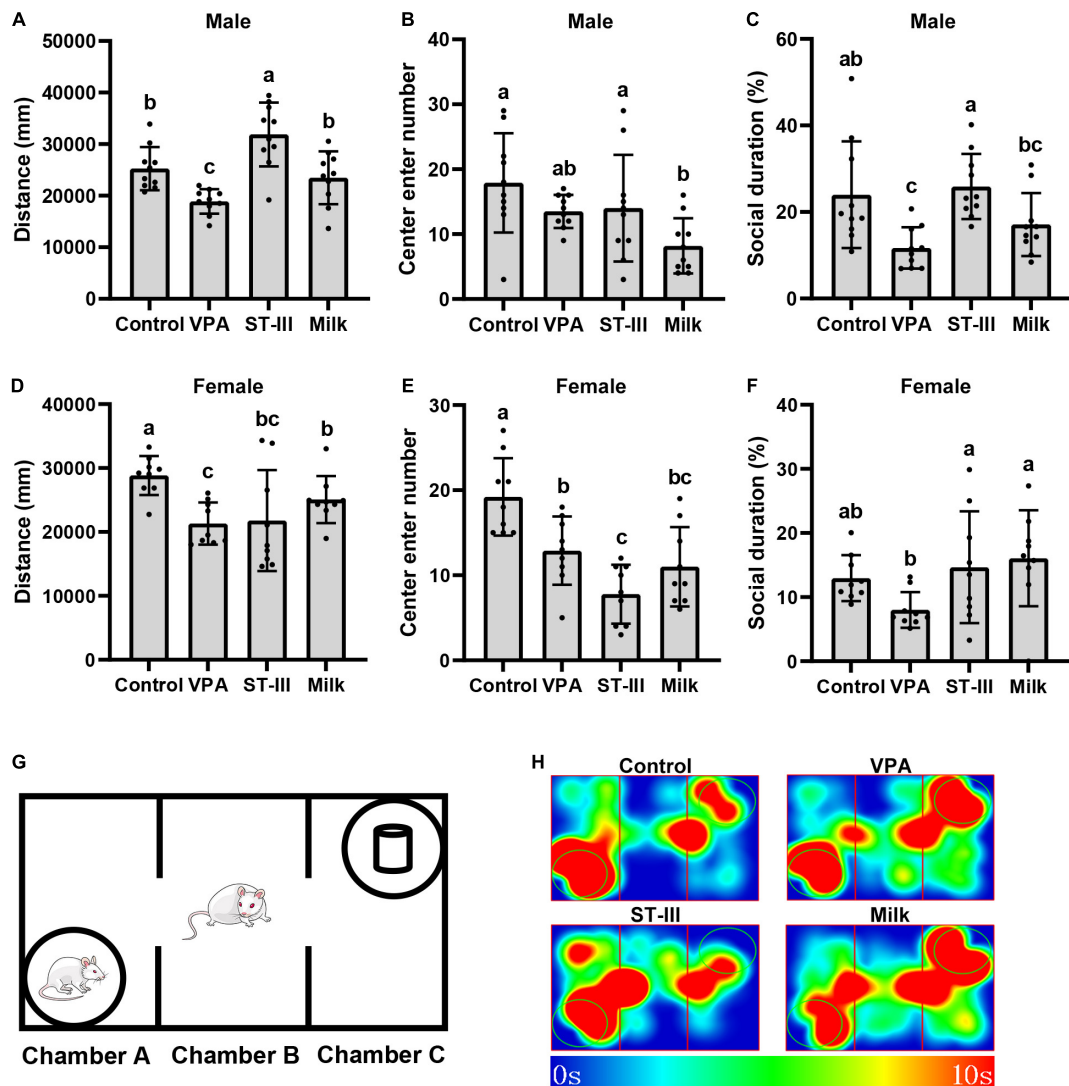 A Male
Distance (mm)
50000
40000
30000
20000
10000
0
b
c
a
b
Control VPA ST-III Milk
B Male
Center enter number
40
30
20
10
0
a
ab
a
b
Control VPA ST-III Milk
C Male
Social duration (%)
60
40
20
0
ab
c
a
bc
Control VPA ST-III Milk
D Female
Distance (mm)
40000
30000
20000
10000
0
a
c
bc
b
Control VPA ST-III Milk
E Female
Center enter number
30
20
10
0
a
b
c
bc
Control VPA ST-III Milk
F Female
Social duration (%)
40
30
20
10
0
ab
b
a
a
Control VPA ST-III Milk
G
Chamber A Chamber B Chamber C
H
Control VPA
ST-III Milk
0s 10s